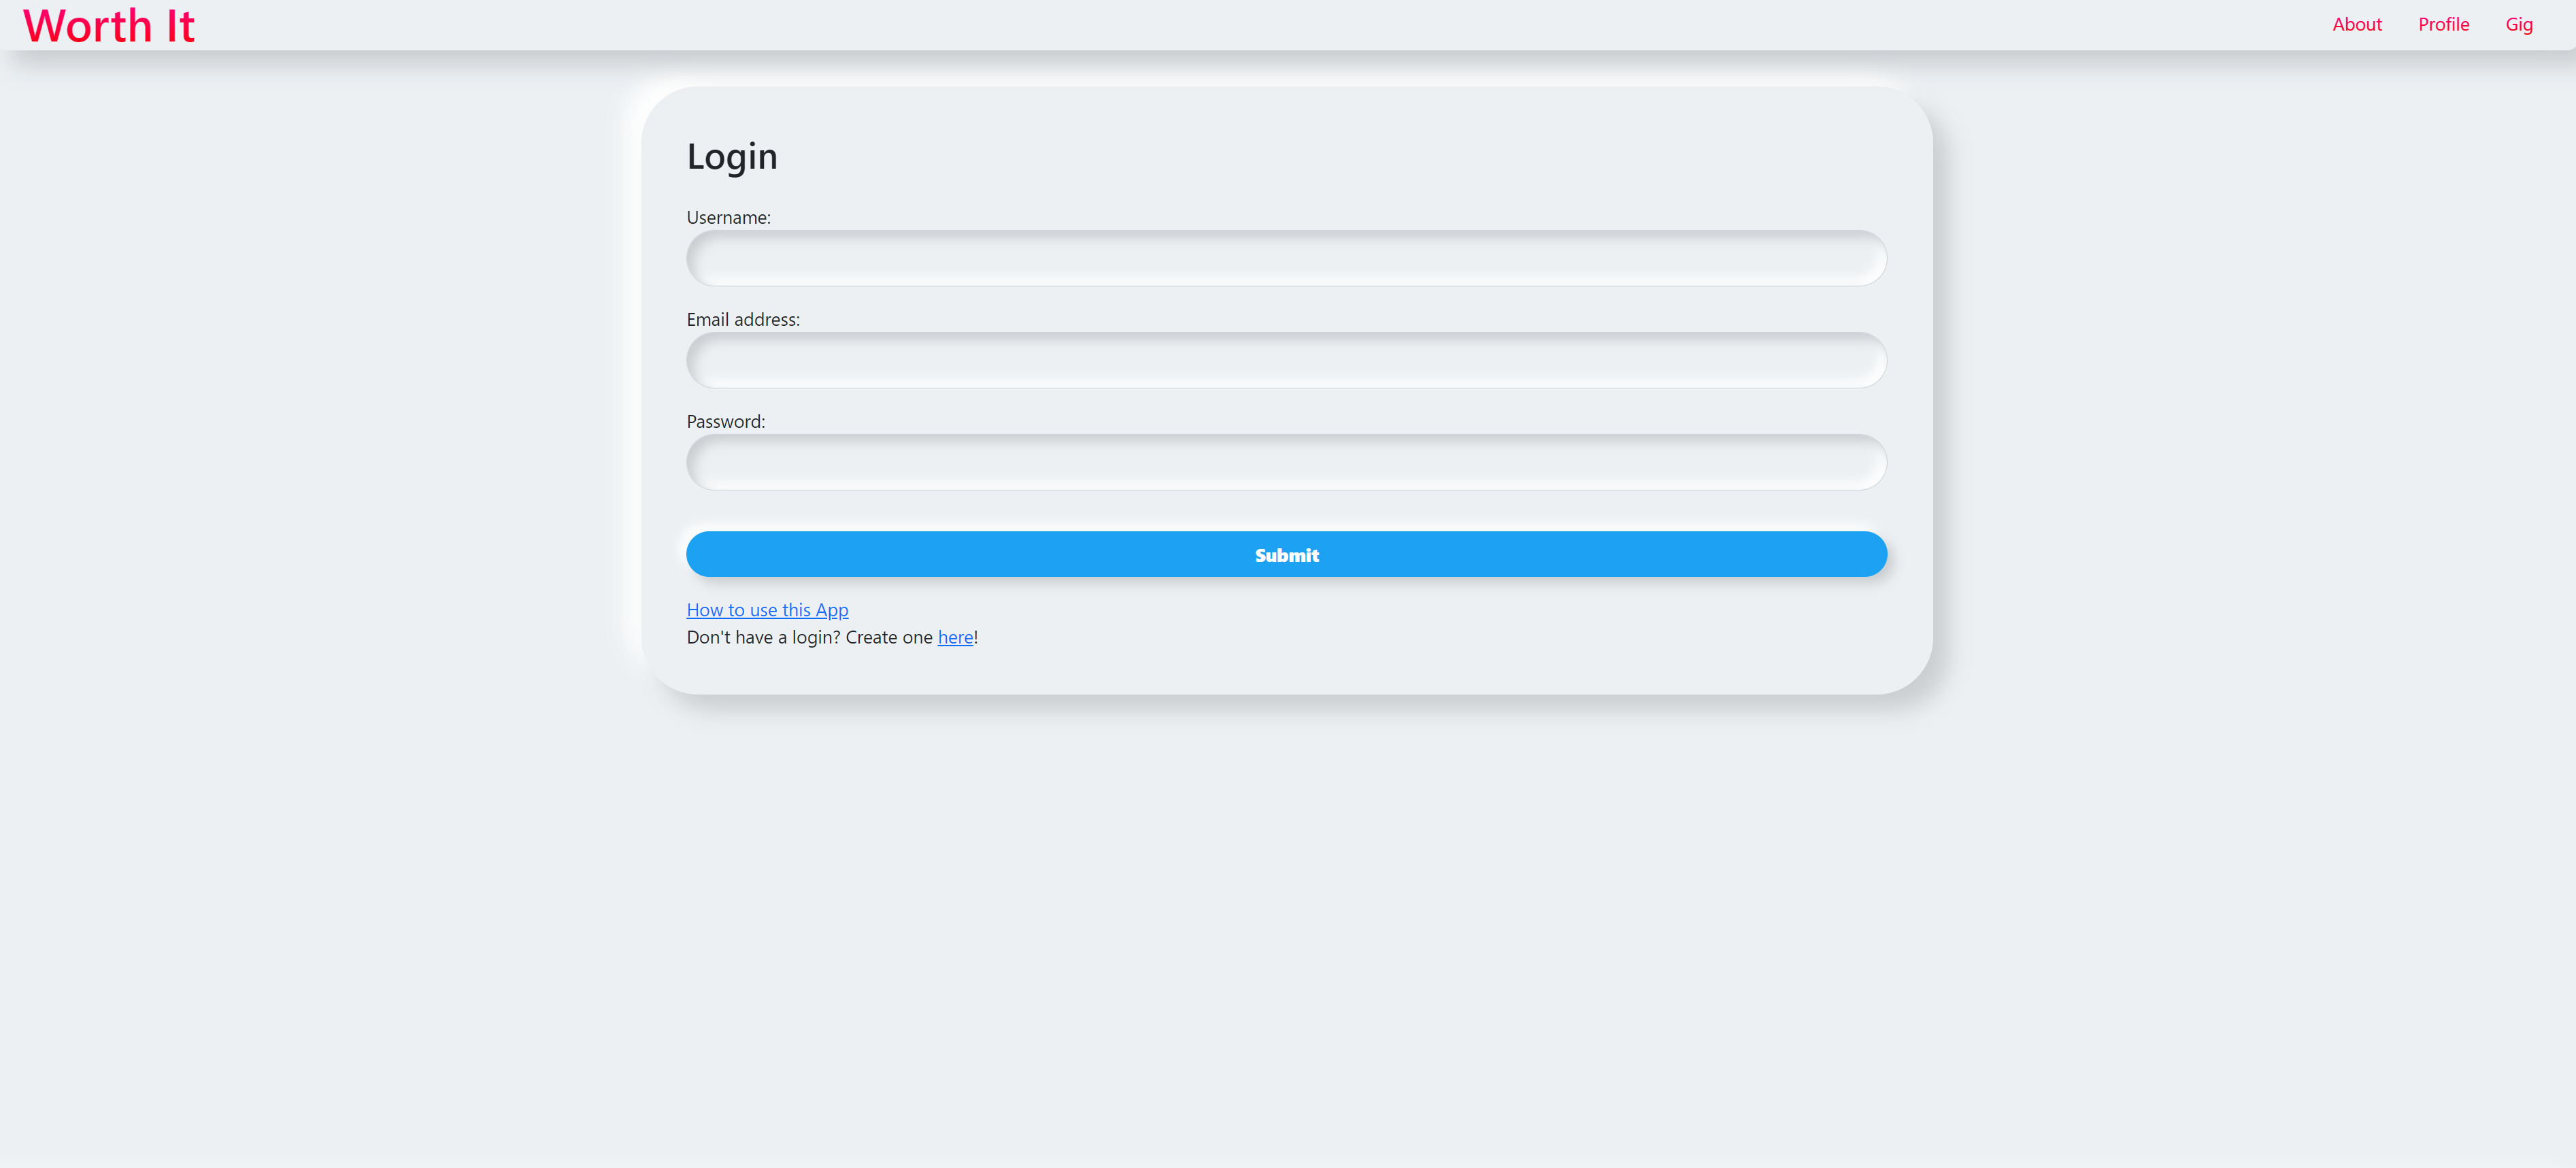 Worth It
About Profile Gig
Login
Username:
Email address:
Password:
Submit
How to use this App
Don't have a login? Create one here!